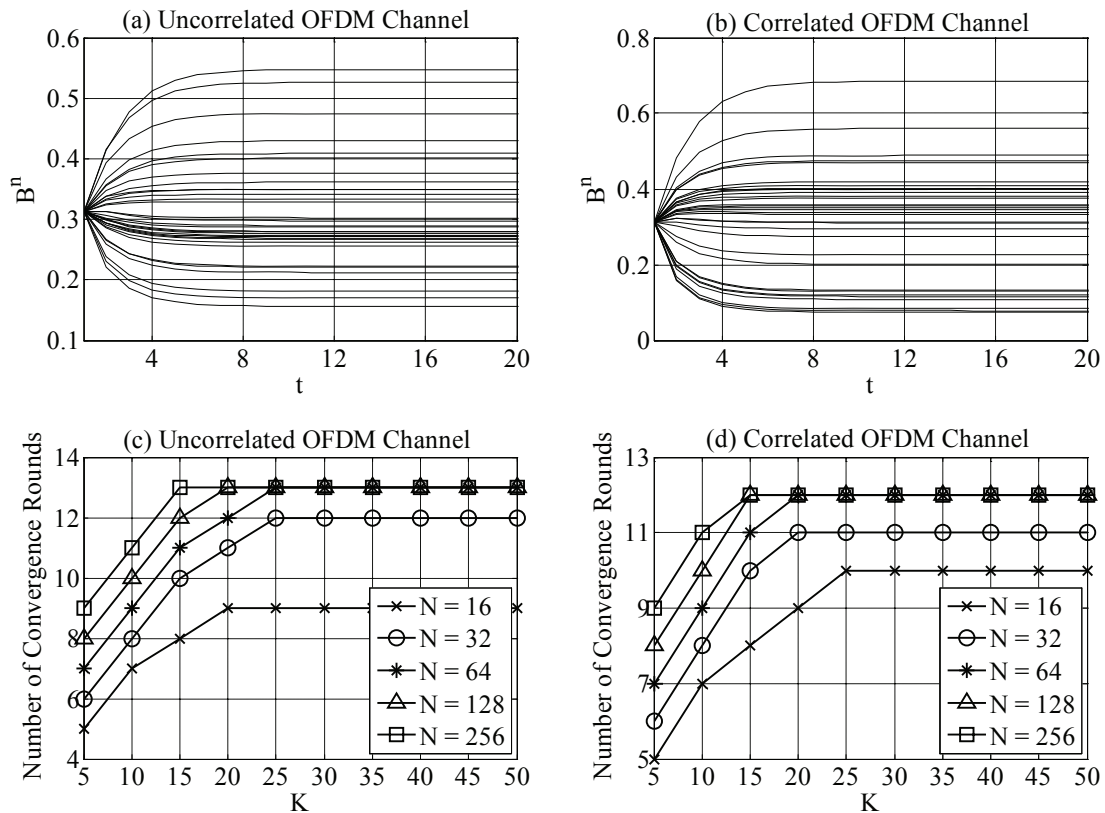 (a) Uncorrelated OFDM Channel
0.6
0.5
0.4
0.3
0.2
0.1
B^n
4 8 12 16 20
t
(b) Correlated OFDM Channel
0.8
0.6
0.4
0.2
0
B^n
4 8 12 16 20
t
(c) Uncorrelated OFDM Channel
14
12
10
8
6
4
Number of Convergence Rounds
5 10 15 20 25 30 35 40 45 50
K
N = 16
N = 32
N = 64
N = 128
N = 256
(d) Correlated OFDM Channel
13
11
9
7
5
Number of Convergence Rounds
5 10 15 20 25 30 35 40 45 50
K
N = 16
N = 32
N = 64
N = 128
N = 256